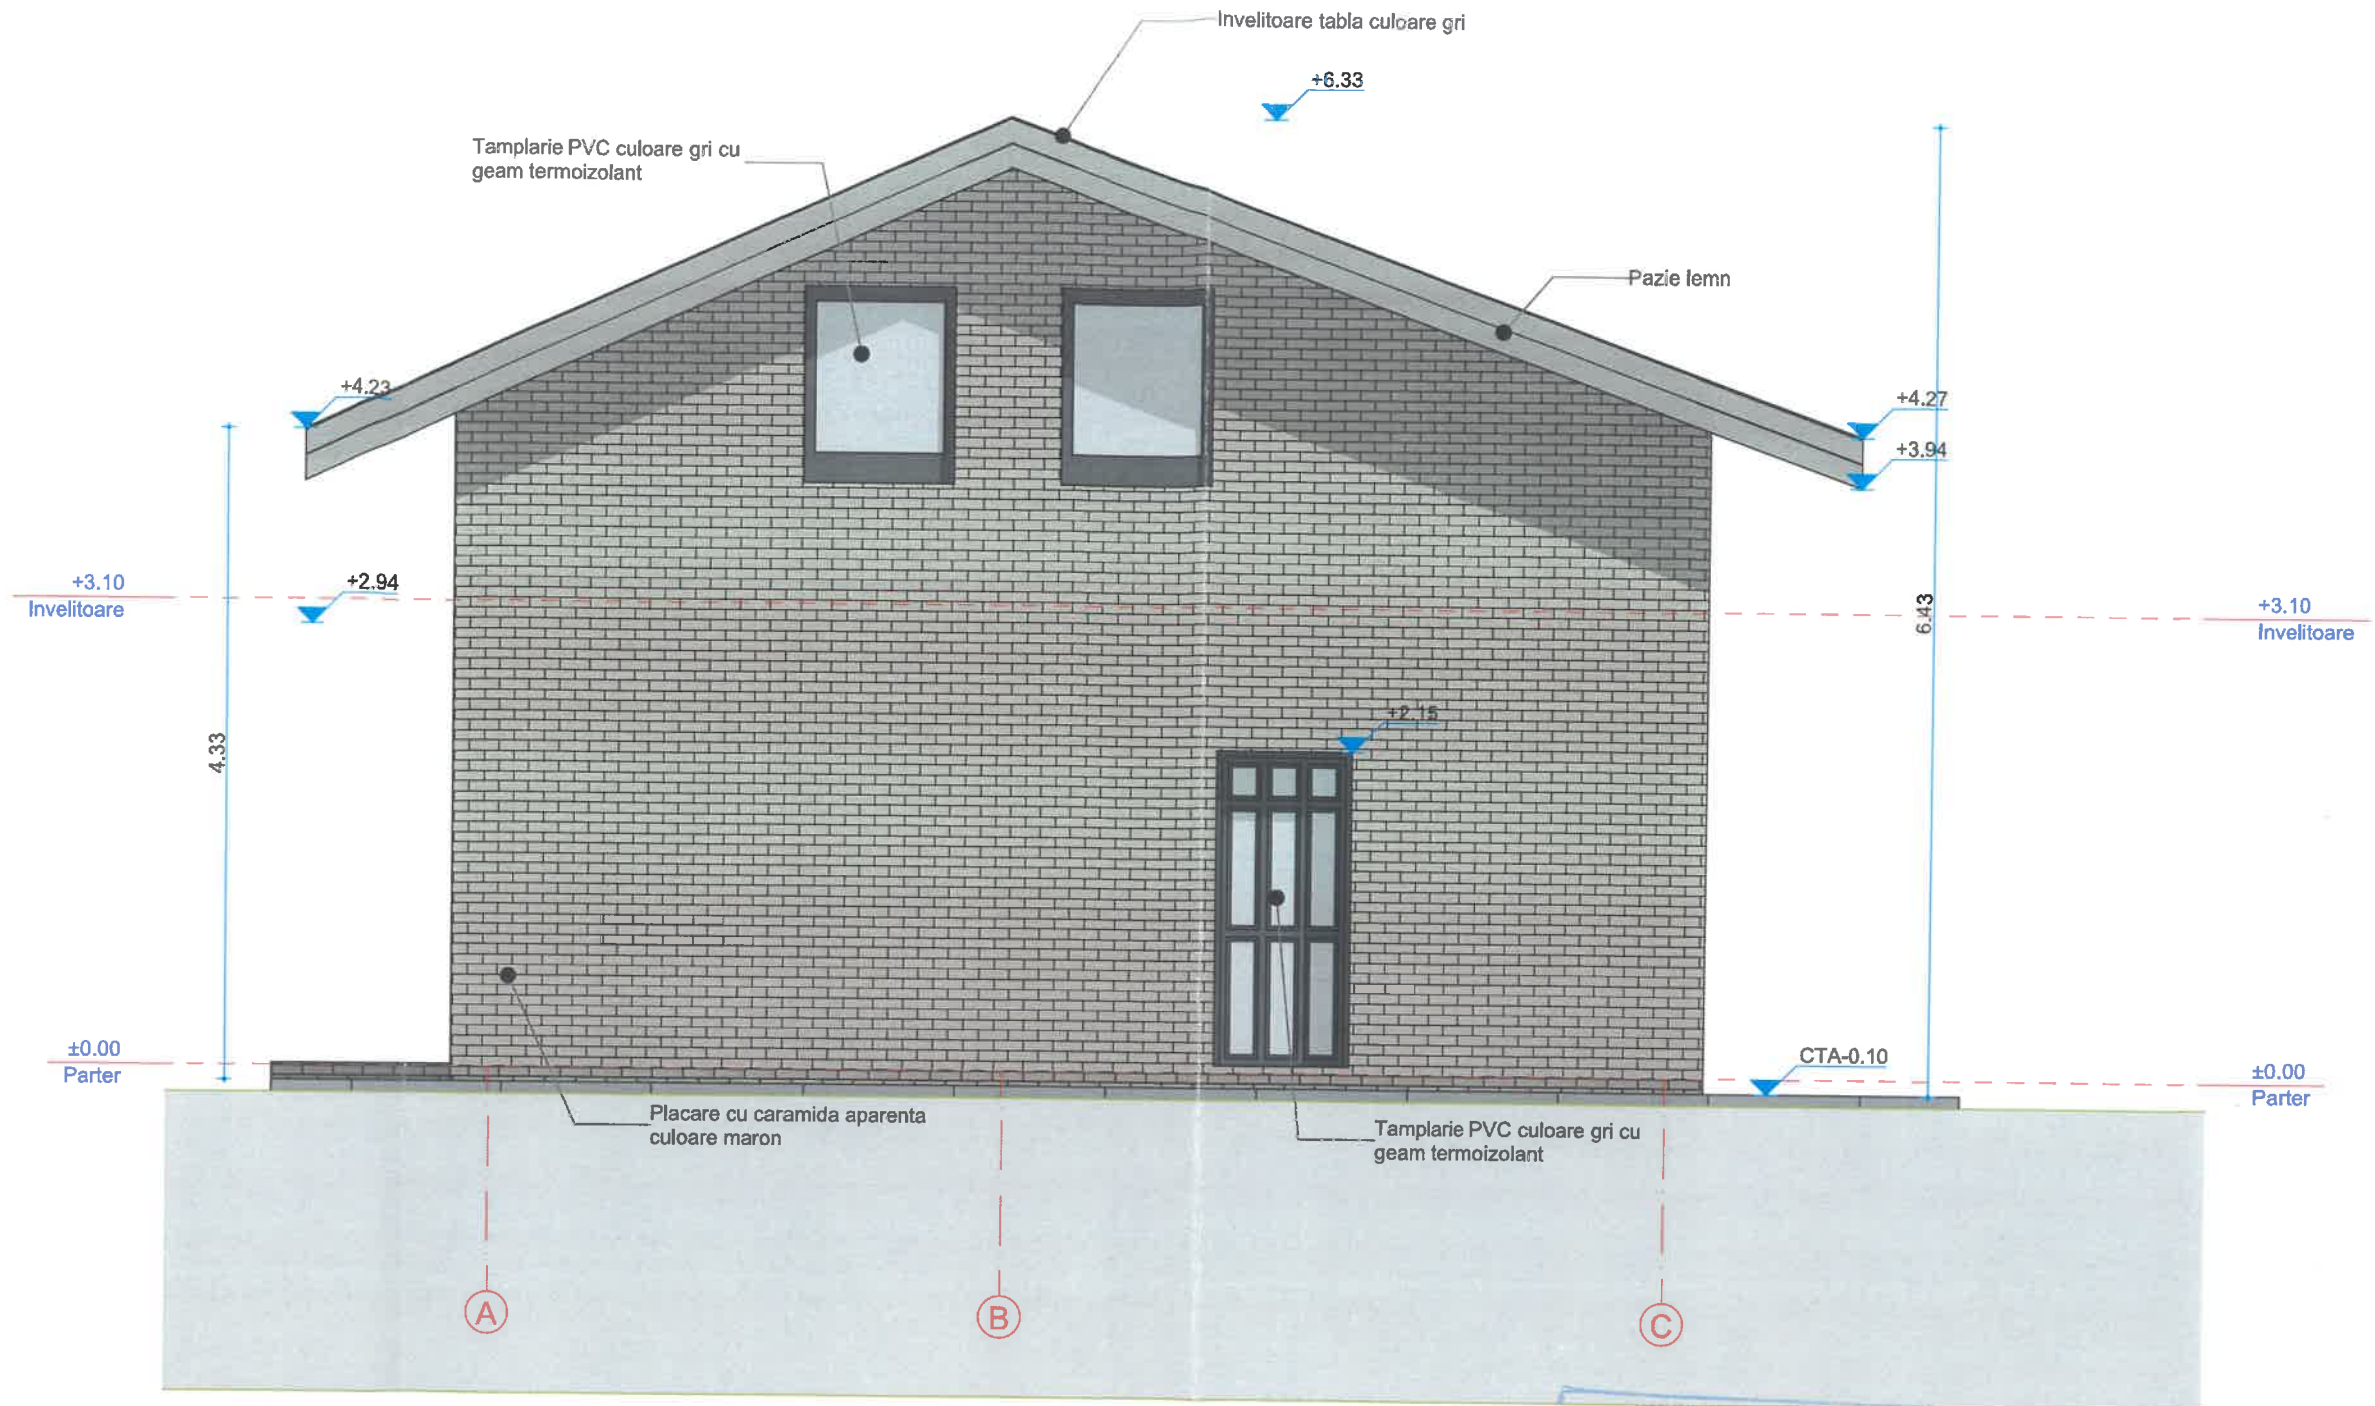 Invelitoare tabla culoare gri
+6.33
Tamplarie PVC culoare gri cu
geam termoizolant
Pazie lemn
+4.23
+4.27
+3.94
+3.10
Invelitoare
+2.94
+3.10
Invelitoare
6.43
+2.15
4.33
±0.00
Parter
CTA-0.10
±0.00
Parter
Placare cu caramida aparenta
culoare maron
Tamplarie PVC culoare gri cu
geam termoizolant
A
B
C